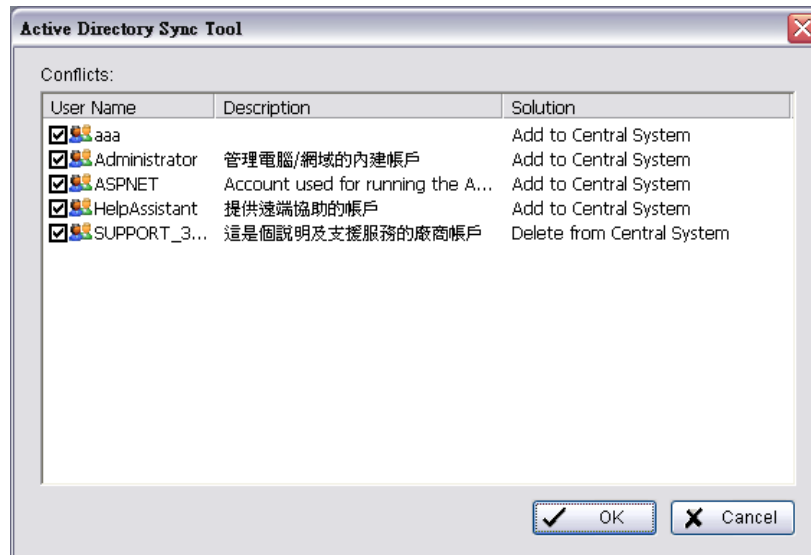 Active Directory Sync Tool
Conflicts:
User Name Description Solution
aaa Add to Central System
Administrator 管理電腦/網域的內建帳戶 Add to Central System
ASPNET Account used for running the A... Add to Central System
HelpAssistant 提供遠端協助的帳戶 Add to Central System
SUPPORT_3... 這是個說明及支援服務的廠商帳戶 Delete from Central System
OK Cancel